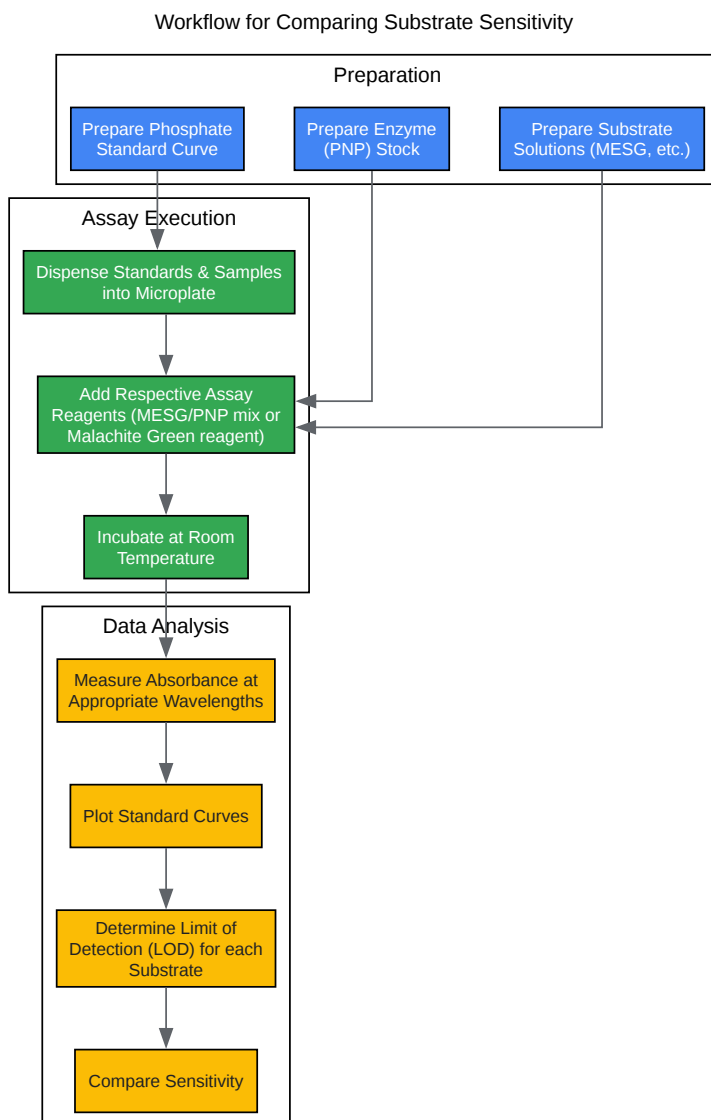 Workflow for Comparing Substrate Sensitivity
Preparation
Prepare Phosphate
Standard Curve
Prepare Enzyme
(PNP) Stock
Prepare Substrate
Solutions (MESG, etc.)
Assay Execution
Dispense Standards & Samples
into Microplate
Add Respective Assay
Reagents (MESG/PNP mix or
Malachite Green reagent)
Incubate at Room
Temperature
Data Analysis
Measure Absorbance at
Appropriate Wavelengths
Plot Standard Curves
Determine Limit of
Detection (LOD) for each
Substrate
Compare Sensitivity